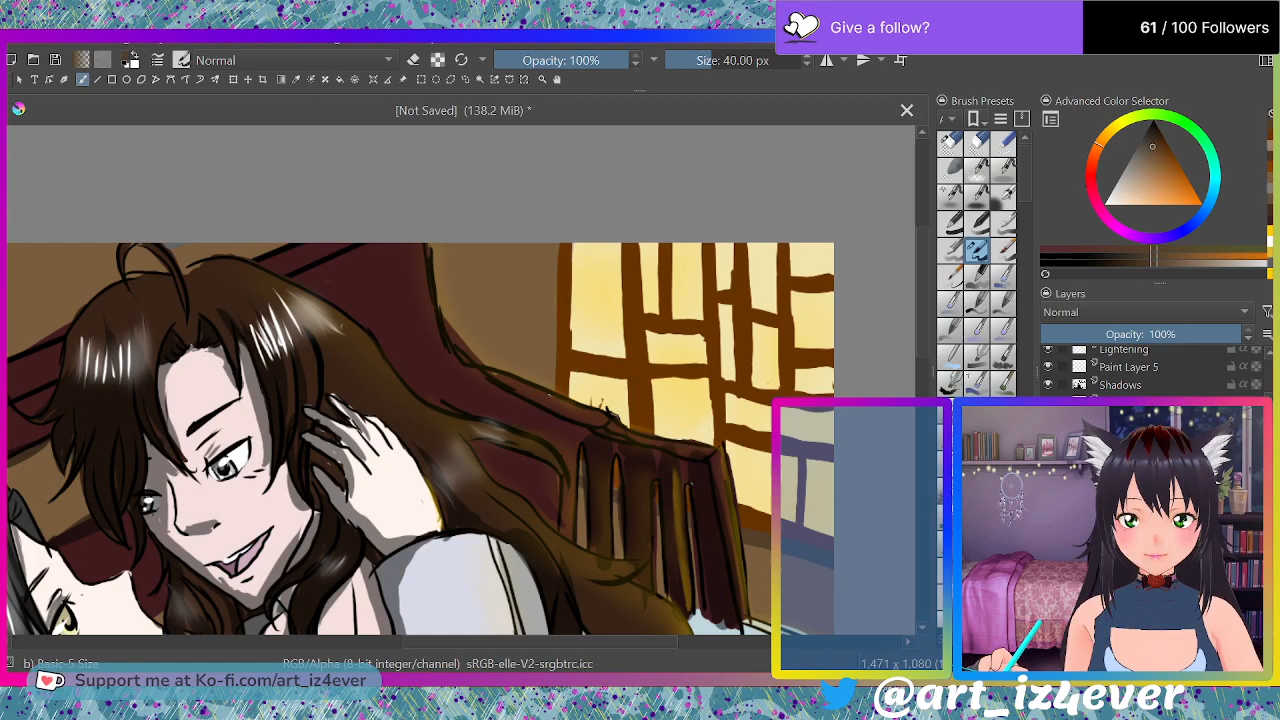 Give a follow?
61 / 100 Followers
Normal
Opacity: 100%
Size: 40.00 px
[Not Saved] (138.2 MiB) *
Brush Presets
Advanced Color Selector
Layers
Normal
Opacity: 100%
Lightening
Paint Layer 5
Shadows
b) Basic-5 Size
RGB/Alpha (8-bit integer/channel) sRGB-elle-V2-srgbtrc.icc
1,471 x 1,080 (1
Support me at Ko-fi.com/art_iz4ever
@art_iz4ever